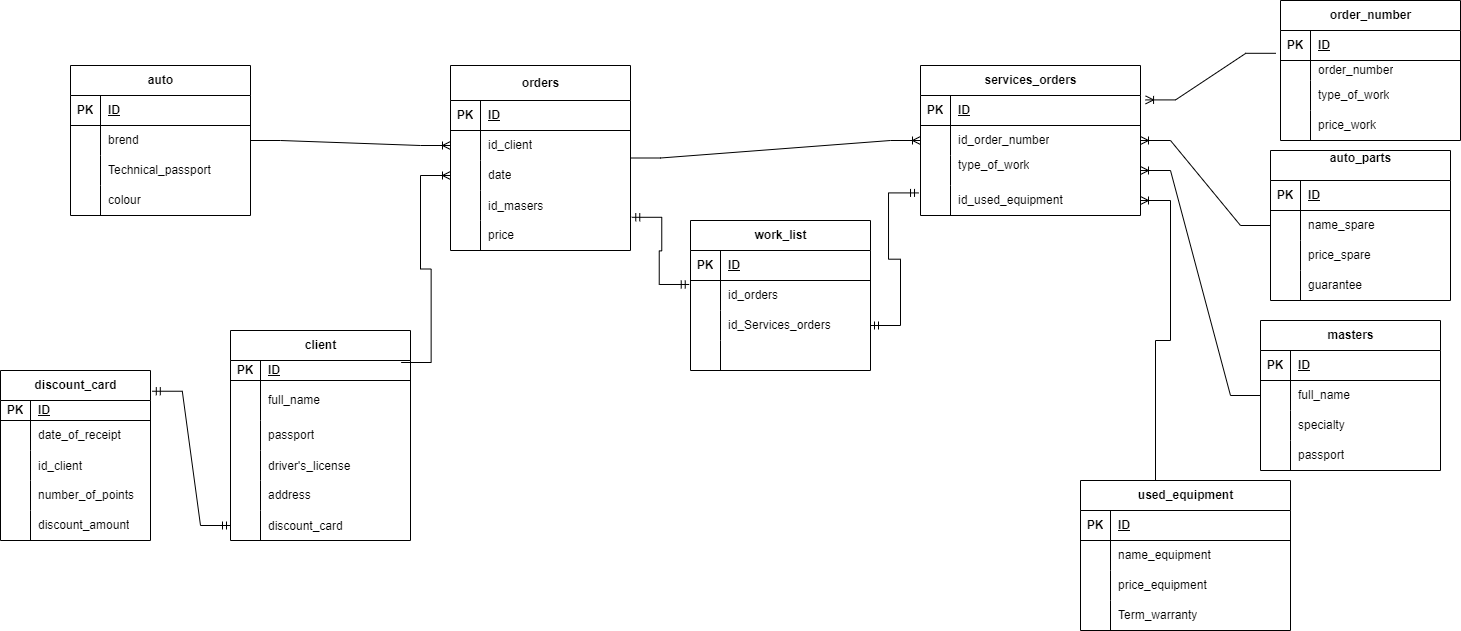 order_number
PK ID
order_number
type_of_work
price_work
auto
PK ID
brend
Technical_passport
colour
orders
PK ID
id_client
date
id_masers
price
services_orders
PK ID
id_order_number
type_of_work
id_used_equipment
auto_parts
PK ID
name_spare
price_spare
guarantee
work_list
PK ID
id_orders
id_Services_orders
client
PK ID
full_name
passport
driver's_license
address
discount_card
discount_card
PK ID
date_of_receipt
id_client
number_of_points
discount_amount
masters
PK ID
full_name
specialty
passport
used_equipment
PK ID
name_equipment
price_equipment
Term_warranty